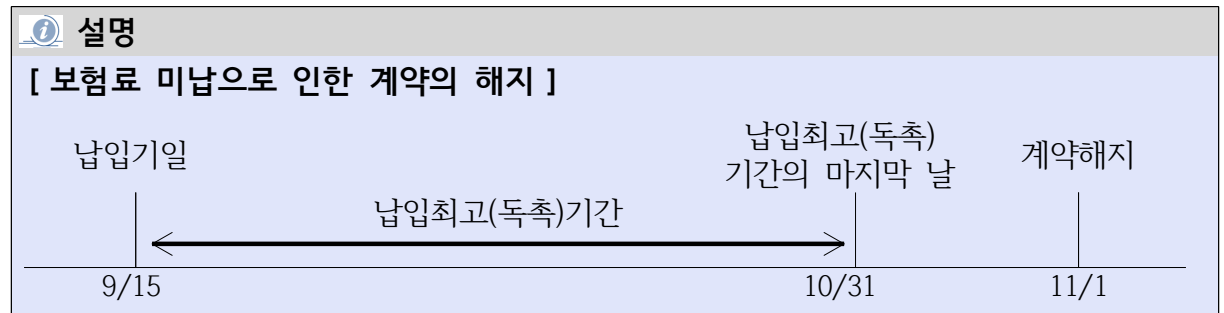 설명
[ 보험료 미납으로 인한 계약의 해지 ]
납입기일
납입최고(독촉)
기간의 마지막 날
계약해지
납입최고(독촉)기간
9/15
10/31
11/1